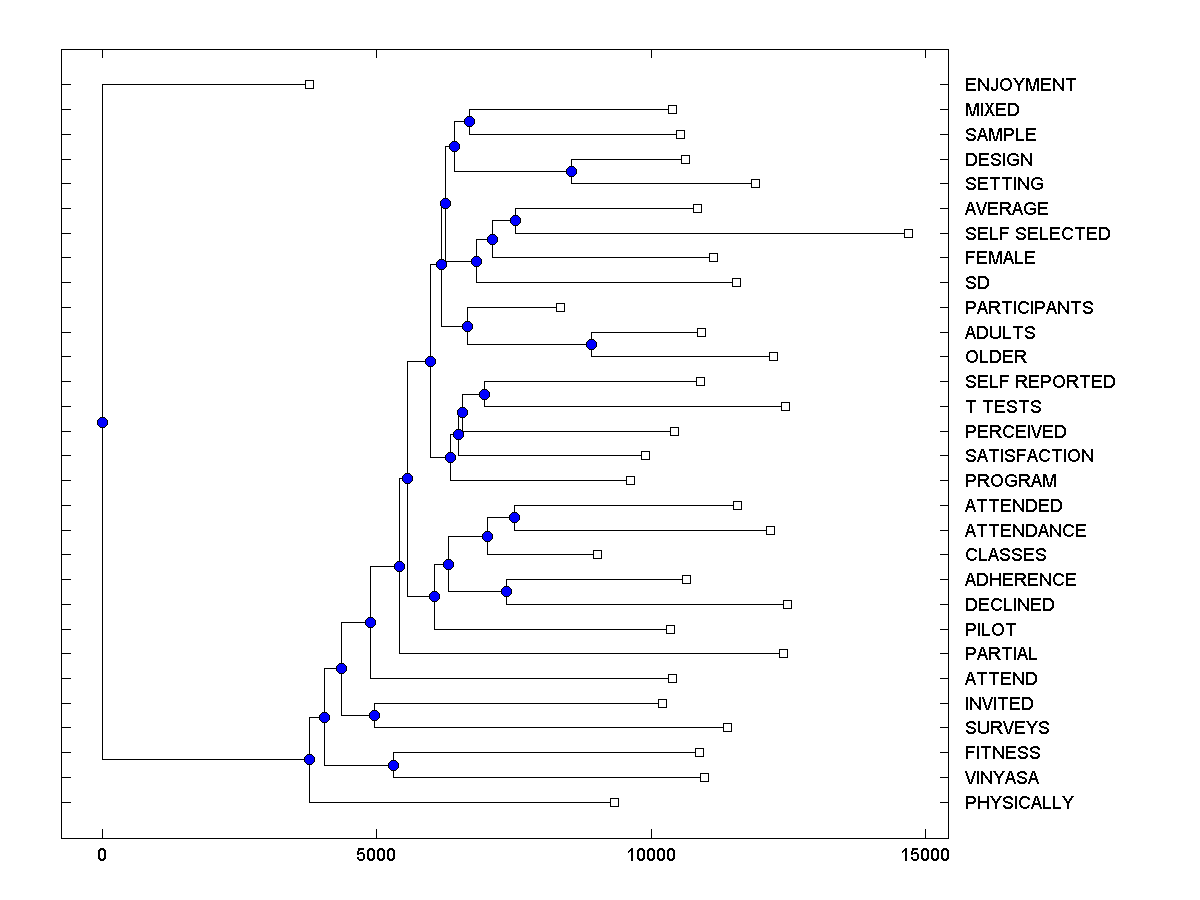 ENJOYMENT
MIXED
SAMPLE
DESIGN
SETTING
AVERAGE
SELF SELECTED
FEMALE
SD
PARTICIPANTS
ADULTS
OLDER
SELF REPORTED
T TESTS
PERCEIVED
SATISFACTION
PROGRAM
ATTENDED
ATTENDANCE
CLASSES
ADHERENCE
DECLINED
PILOT
PARTIAL
ATTEND
INVITED
SURVEYS
FITNESS
VINYASA
PHYSICALLY
0 5000 10000 15000